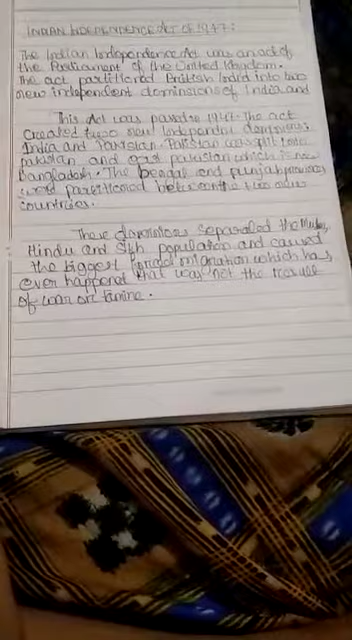 INDIAN INDEPENDENCE ACT OF 1947:
The Indian Independence Act was an act of
the Parliament of the United Kingdom.
The act partitioned British India into two
new independent dominions of India and
This Act was passed 1947. The act
created two new Independent dominions;
India and Pakistan. Pakistan was split into
pakistan and east pakistan which is now
Bangladesh. The bengal and punjab provinces
were partitioned between the two new
countries.
These dominions separated the Muslim,
Hindu and Sikh population and caused
the biggest forced migration which has
ever happened that was not the result
of war or famine.